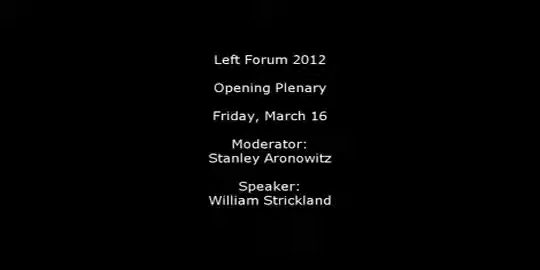 Left Forum 2012
Opening Plenary
Friday, March 16
Moderator:
Stanley Aronowitz
Speaker:
William Strickland